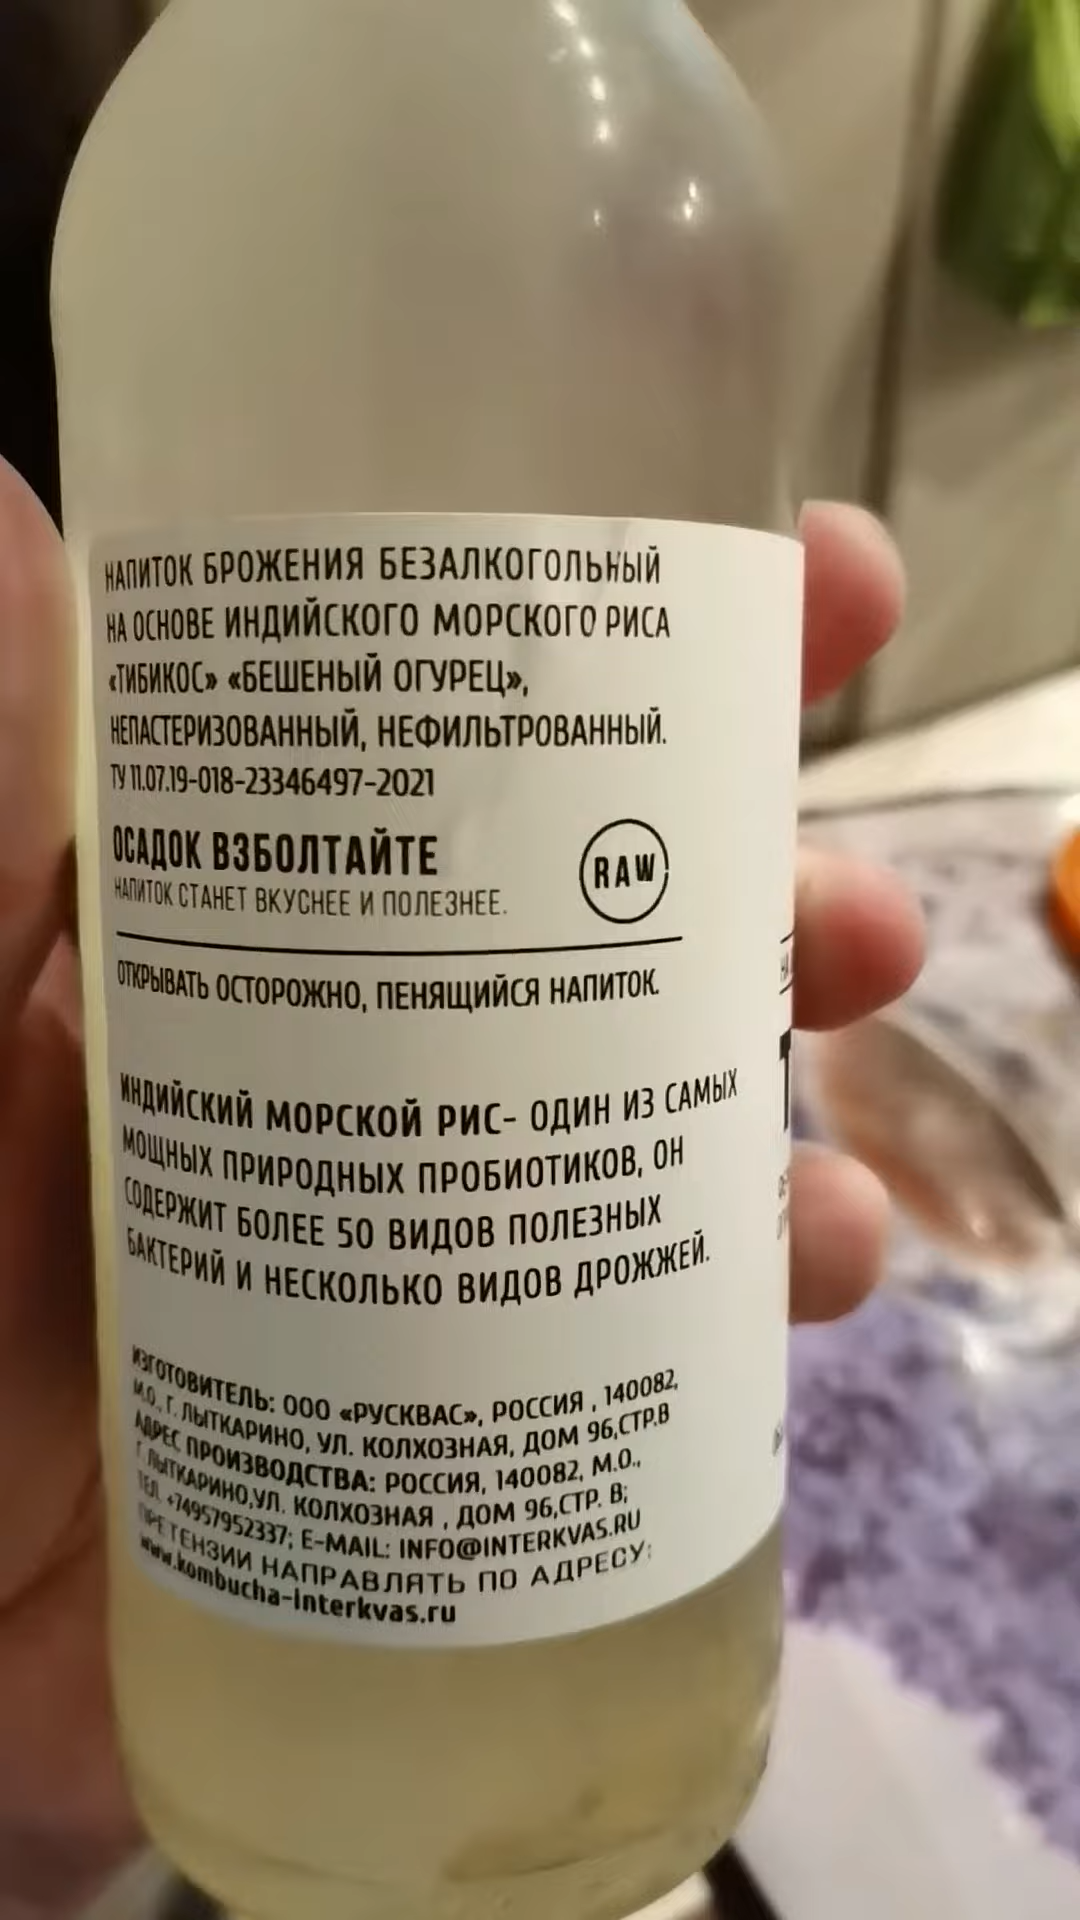 НАПИТОК БРОЖЕНИЯ БЕЗАЛКОГОЛЬНЫЙ
НА ОСНОВЕ ИНДИЙСКОГО МОРСКОГО РИСА
«ТИБИКОС» «БЕШЕНЫЙ ОГУРЕЦ»,
НЕПАСТЕРИЗОВАННЫЙ, НЕФИЛЬТРОВАННЫЙ.
ТУ 11.07.19-018-23346497-2021
ОСАДОК ВЗБОЛТАЙТЕ
НАПИТОК СТАНЕТ ВКУСНЕЕ И ПОЛЕЗНЕЕ.
RAW
ОТКРЫВАТЬ ОСТОРОЖНО, ПЕНЯЩИЙСЯ НАПИТОК.
ИНДИЙСКИЙ МОРСКОЙ РИС- ОДИН ИЗ САМЫХ
МОЩНЫХ ПРИРОДНЫХ ПРОБИОТИКОВ, ОН
СОДЕРЖИТ БОЛЕЕ 50 ВИДОВ ПОЛЕЗНЫХ
БАКТЕРИЙ И НЕСКОЛЬКО ВИДОВ ДРОЖЖЕЙ.
ИЗГОТОВИТЕЛЬ: ООО «РУСКВАС», РОССИЯ , 140082,
М.О., Г. ЛЫТКАРИНО, УЛ. КОЛХОЗНАЯ, ДОМ 96,СТР.В
АДРЕС ПРОИЗВОДСТВА: РОССИЯ, 140082, М.О.,
Г. ЛЫТКАРИНО,УЛ. КОЛХОЗНАЯ , ДОМ 96,СТР. В;
ТЕЛ. +74957952337; E-MAIL: INFO@INTERKVAS.RU
ПРЕТЕНЗИИ НАПРАВЛЯТЬ ПО АДРЕСУ:
www.kombucha-interkvas.ru